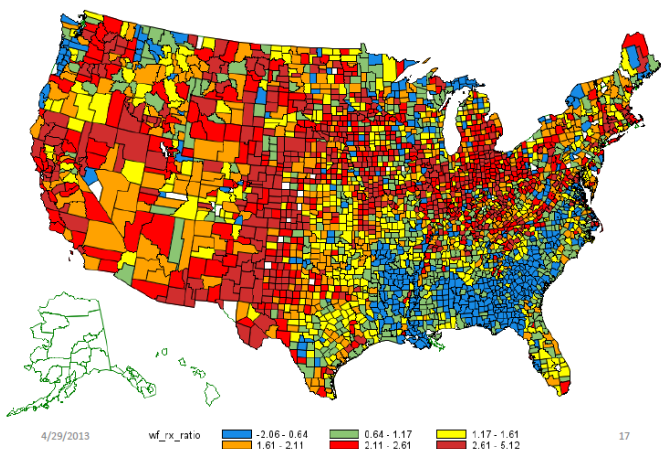 4/29/2013 wf_rx_ratio -2.06 - 0.64 0.64 - 1.17 1.17 - 1.61 17
1.61 - 2.11 2.11 - 2.61 2.61 - 5.12